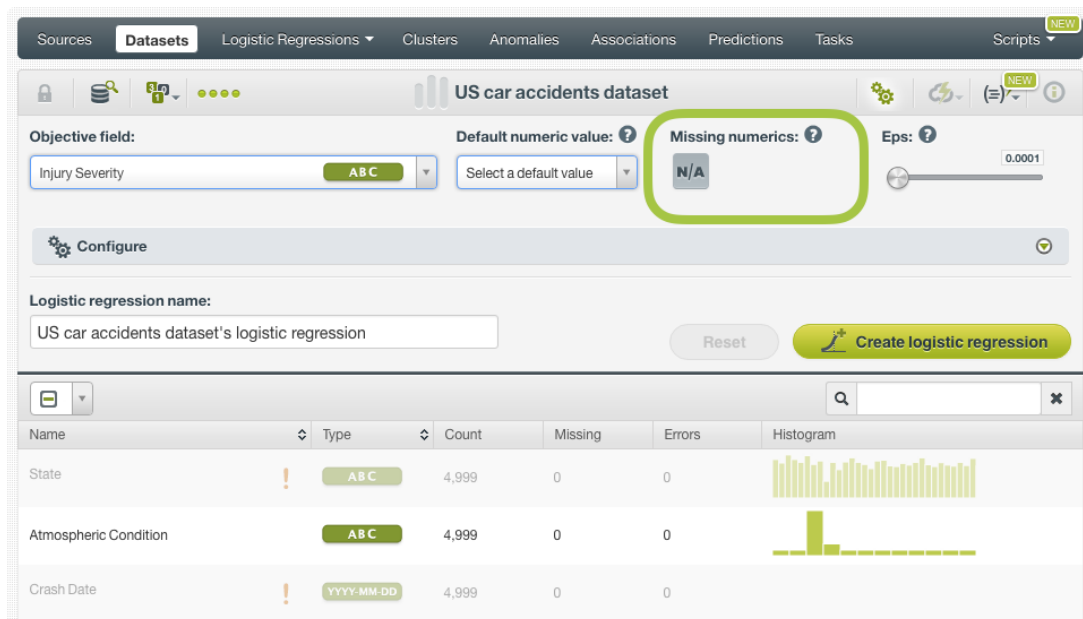 NEW
Sources Datasets Logistic Regressions Clusters Anomalies Associations Predictions Tasks Scripts
US car accidents dataset NEW
(=)
Objective field: Default numeric value: ? Missing numerics: ? Eps: ?
0.0001
Injury Severity ABC Select a default value N/A
Configure
Logistic regression name:
US car accidents dataset's logistic regression
Reset Create logistic regression
Name Type Count Missing Errors Histogram
State ! ABC 4,999 0 0
Atmospheric Condition ABC 4,999 0 0
Crash Date ! YYYY-MM-DD 4,999 0 0